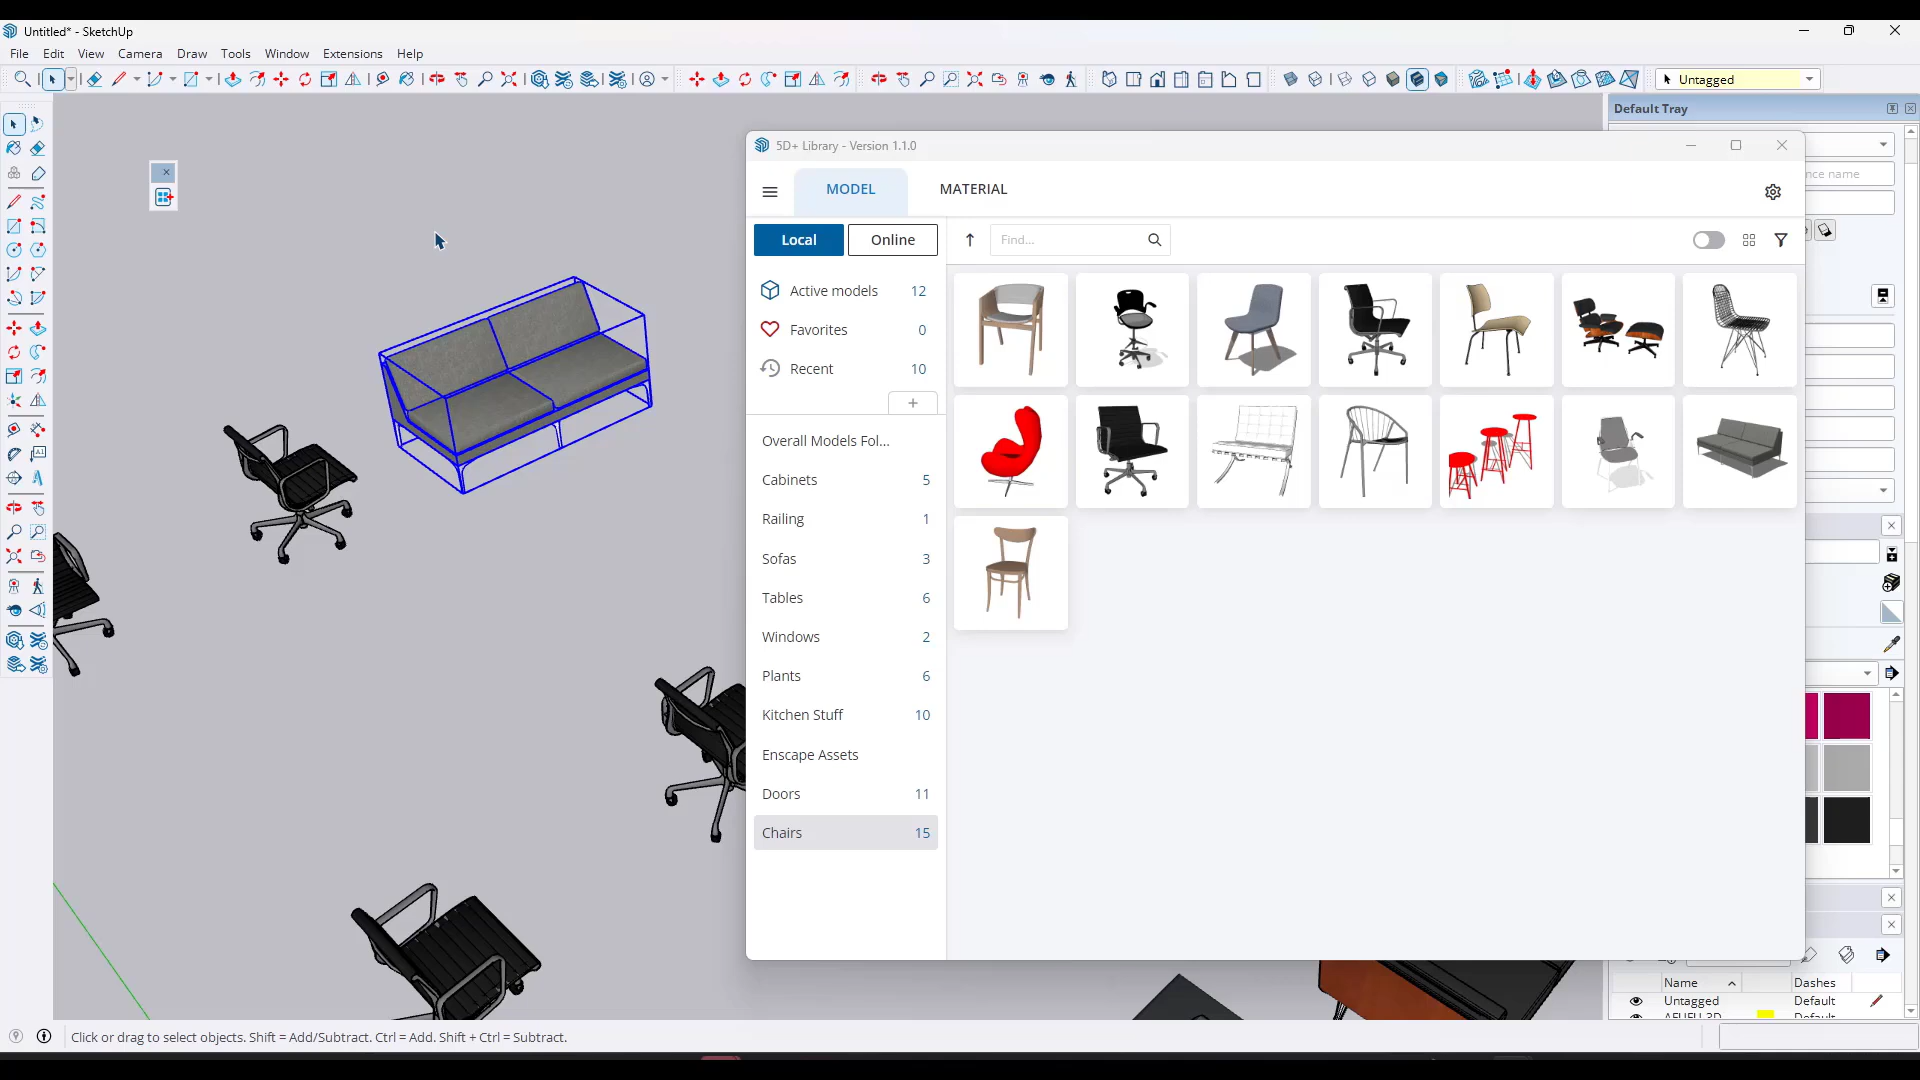 Untitled* - SketchUp
File Edit View Camera Draw Tools Window Extensions Help
Untagged
Default Tray
5D+ Library - Version 1.1.0
MODEL MATERIAL
nce name
Local Online
Find...
Active models 12
Favorites 0
Recent 10
+
Overall Models Fol...
Cabinets 5
Railing 1
Sofas 3
Tables 6
Windows 2
Plants 6
Kitchen Stuff 10
Enscape Assets
Doors 11
Chairs 15
Name Dashes
Untagged Default
Default
Click or drag to select objects. Shift = Add/Subtract. Ctrl = Add. Shift + Ctrl = Subtract.